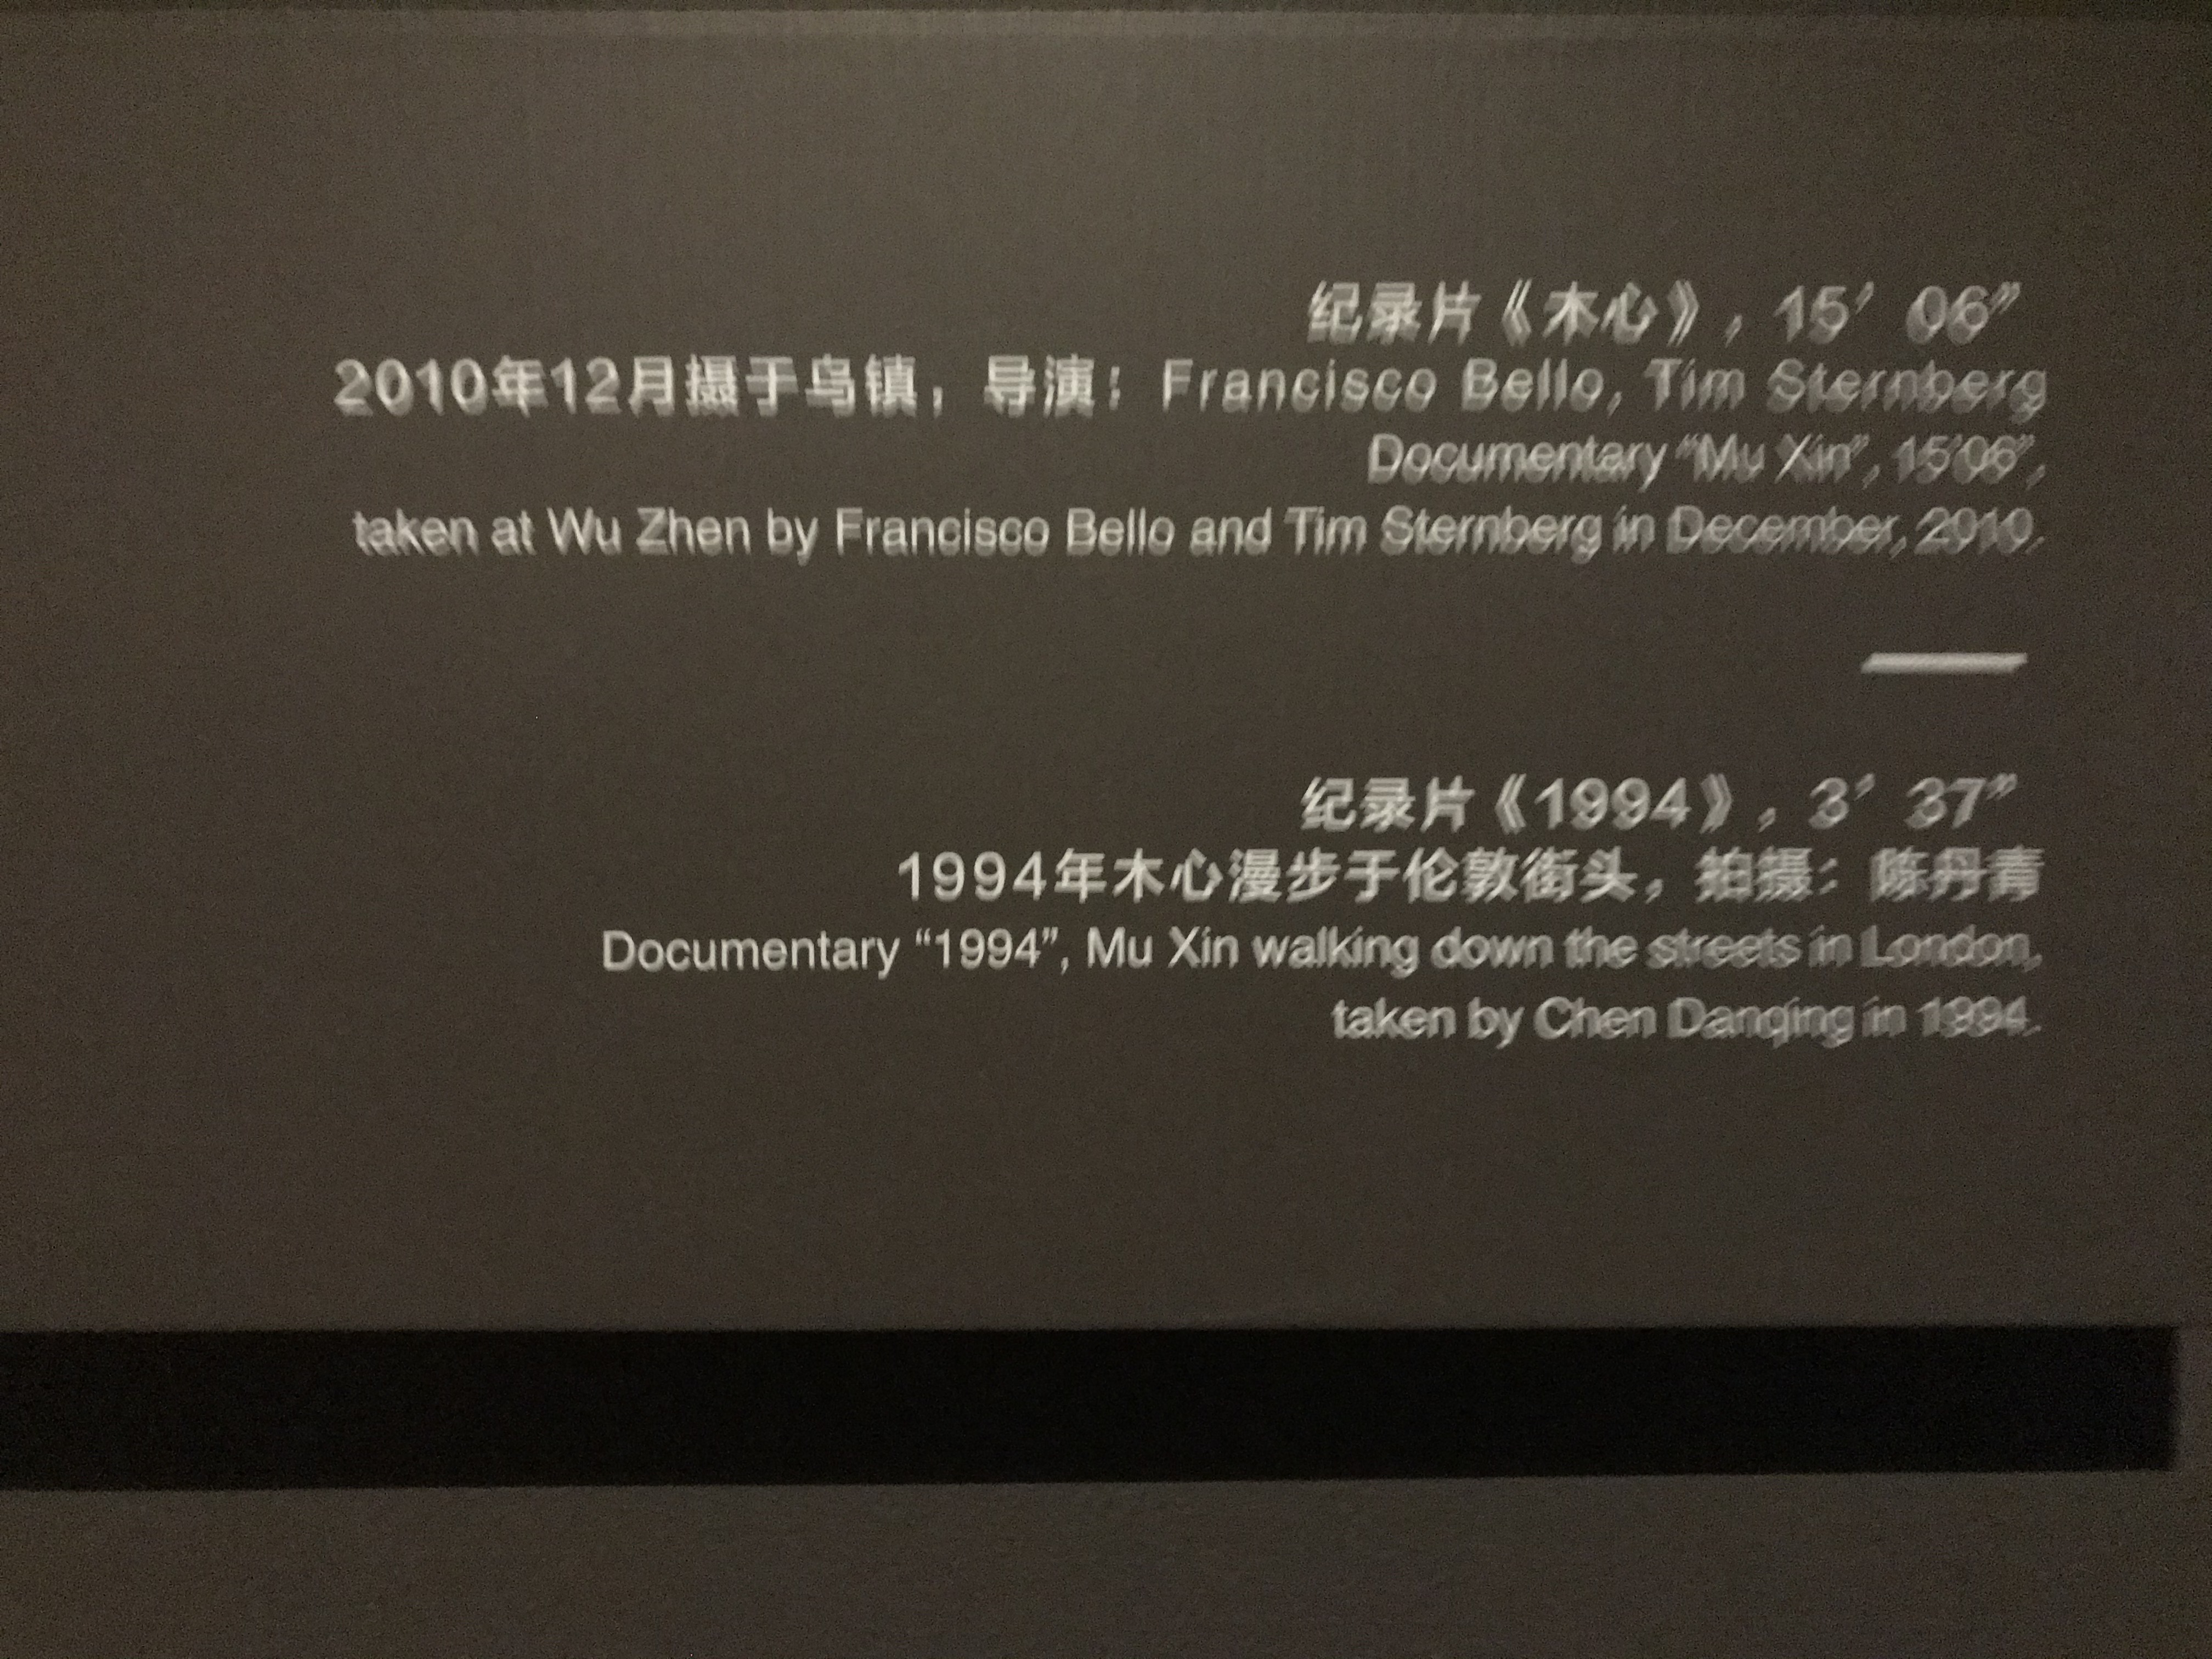 纪录片《木心》，15’ 06”
2010年12月摄于乌镇，导演：Francisco Bello, Tim Sternberg
Documentary “Mu Xin”, 15’06”,
taken at Wu Zhen by Francisco Bello and Tim Sternberg in December, 2010.
纪录片《1994》，3’ 37”
1994年木心漫步于伦敦街头，拍摄：陈丹青
Documentary “1994”, Mu Xin walking down the streets in London,
taken by Chen Danqing in 1994.